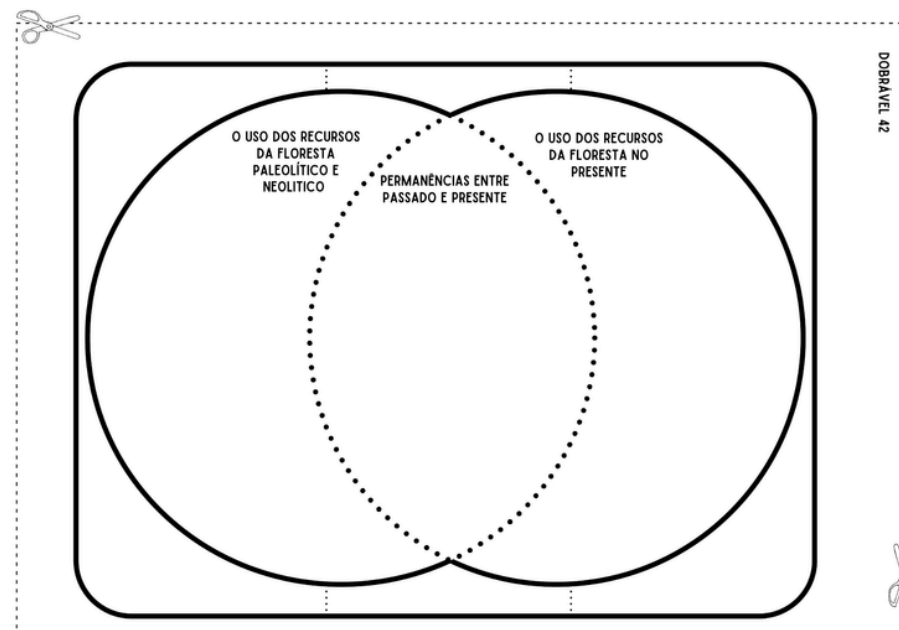 O USO DOS RECURSOS
DA FLORESTA
PALEOLÍTICO E
NEOLITICO
PERMANÊNCIAS ENTRE
PASSADO E PRESENTE
O USO DOS RECURSOS
DA FLORESTA NO
PRESENTE
DOBRÁVEL 42